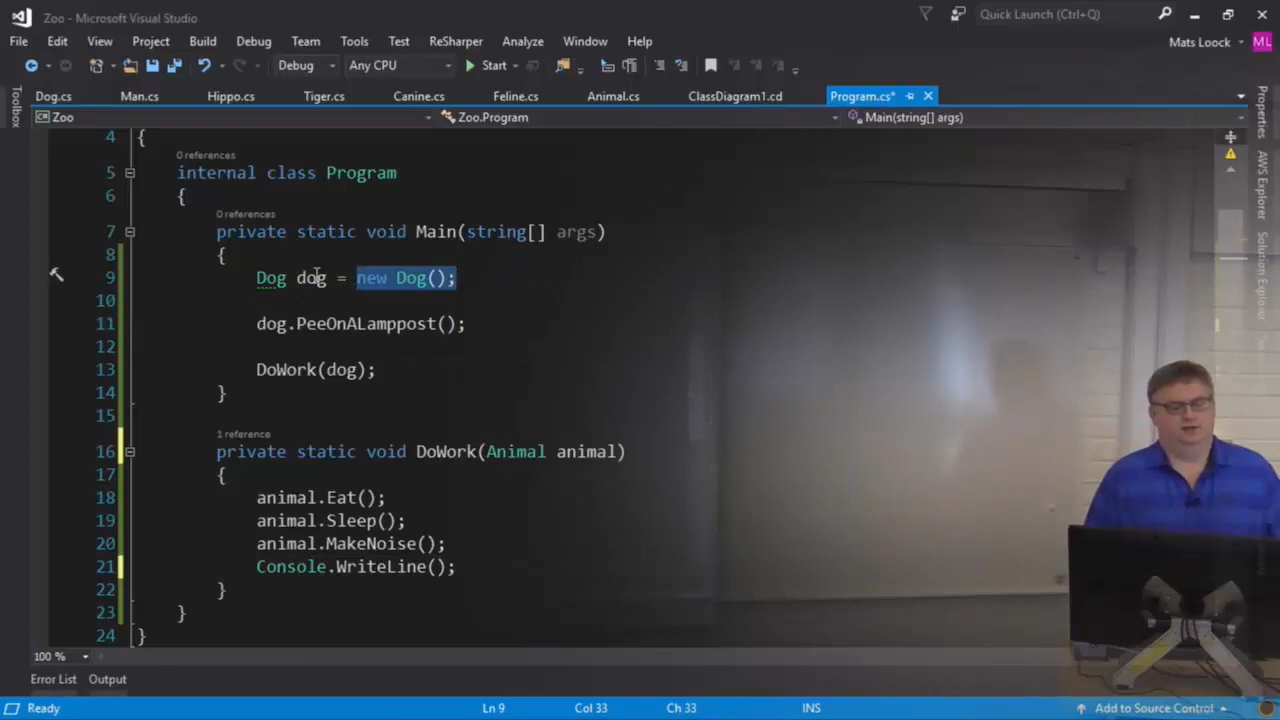 Zoo - Microsoft Visual Studio
Quick Launch (Ctrl+Q)
File Edit View Project Build Debug Team Tools Test ReSharper Analyze Window Help
Mats Loock ML
Debug Any CPU Start
Dog.cs Man.cs Hippo.cs Tiger.cs Canine.cs Feline.cs Animal.cs ClassDiagram1.cd Program.cs*
Zoo Zoo.Program Main(string[] args)
Toolbox
Properties
AWS Explorer
4 {
0 references
5 internal class Program
6 {
0 references
7 private static void Main(string[] args)
8 {
9 Dog dog = new Dog();
10
11 dog.PeeOnALamppost();
12
13 DoWork(dog);
14 }
15
1 reference
16 private static void DoWork(Animal animal)
17 {
18 animal.Eat();
19 animal.Sleep();
20 animal.MakeNoise();
21 Console.WriteLine();
22 }
23 }
24 }
100 %
Error List Output
Ready Ln 9 Col 33 Ch 33 INS Add to Source Control